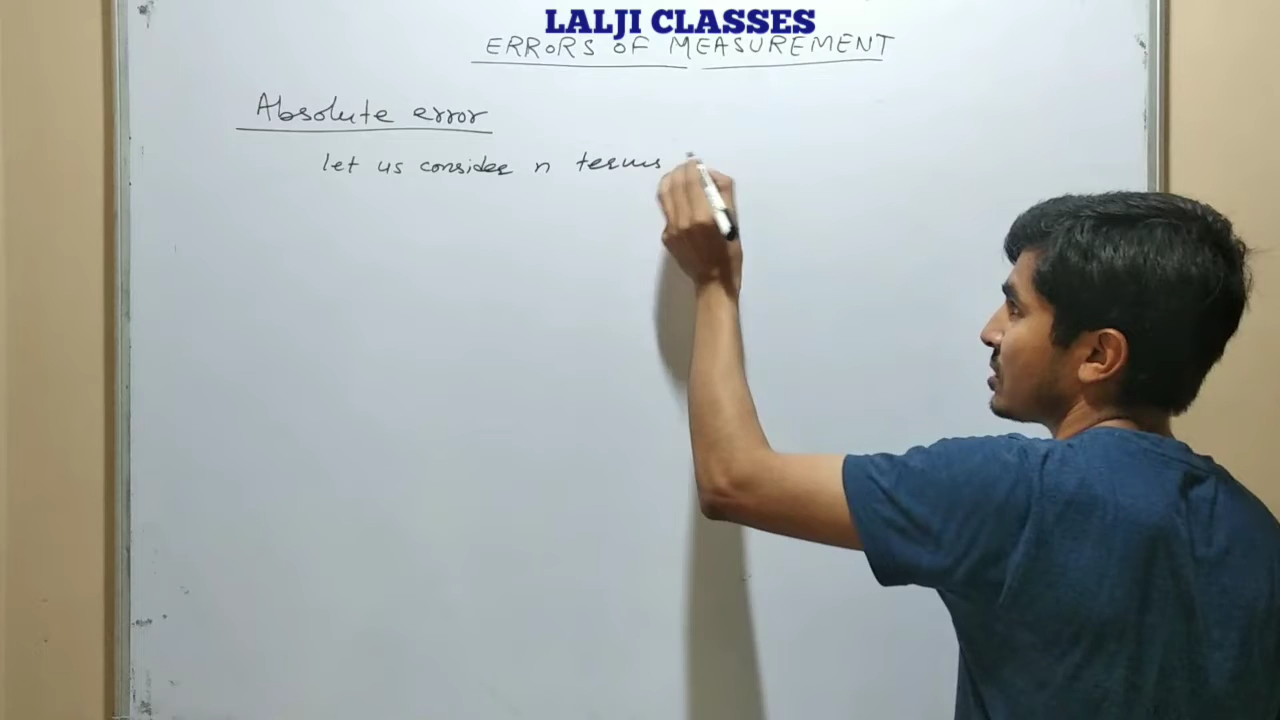 LALJI CLASSES
ERRORS OF MEASUREMENT
Absolute error
let us consider n terms